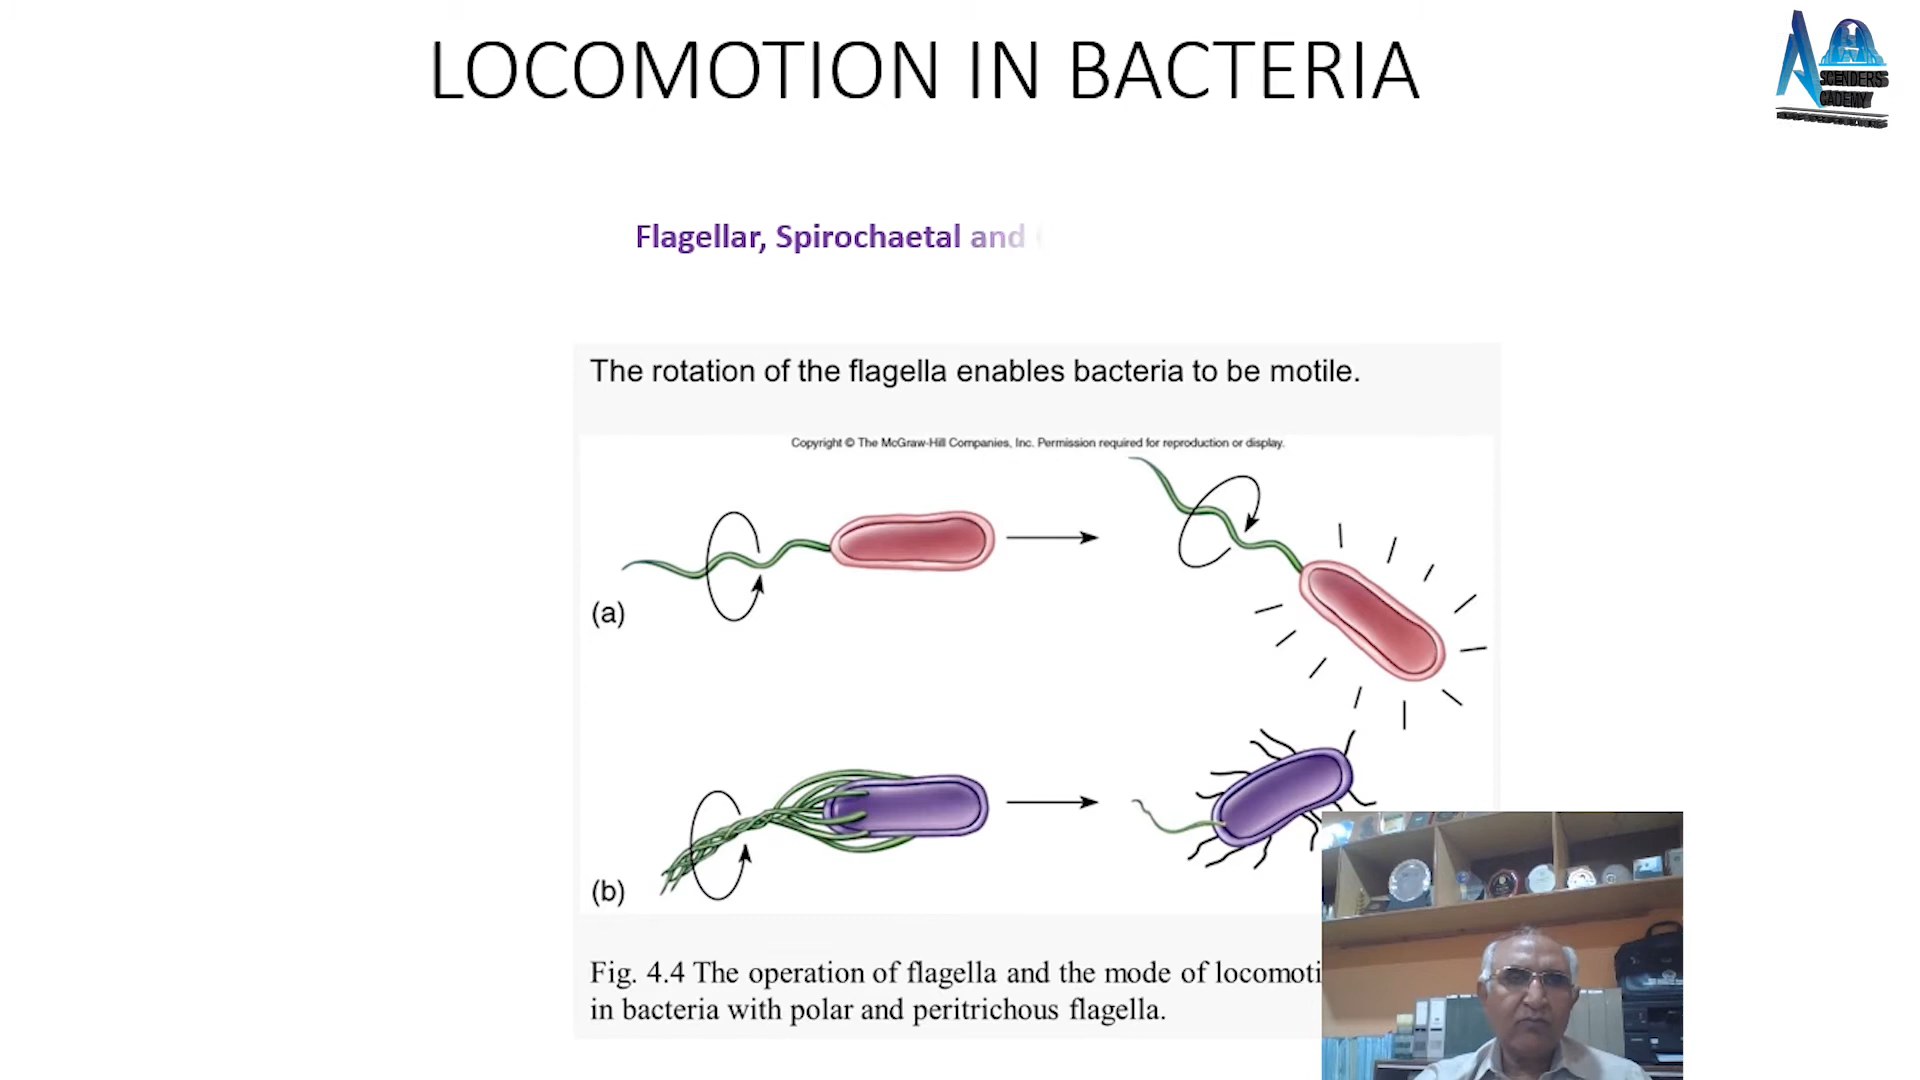 LOCOMOTION IN BACTERIA
SCENDERS
CADEMY
Flagellar, Spirochaetal and
The rotation of the flagella enables bacteria to be motile.
Copyright © The McGraw-Hill Companies, Inc. Permission required for reproduction or display.
(a)
(b)
Fig. 4.4 The operation of flagella and the mode of locomoti
in bacteria with polar and peritrichous flagella.